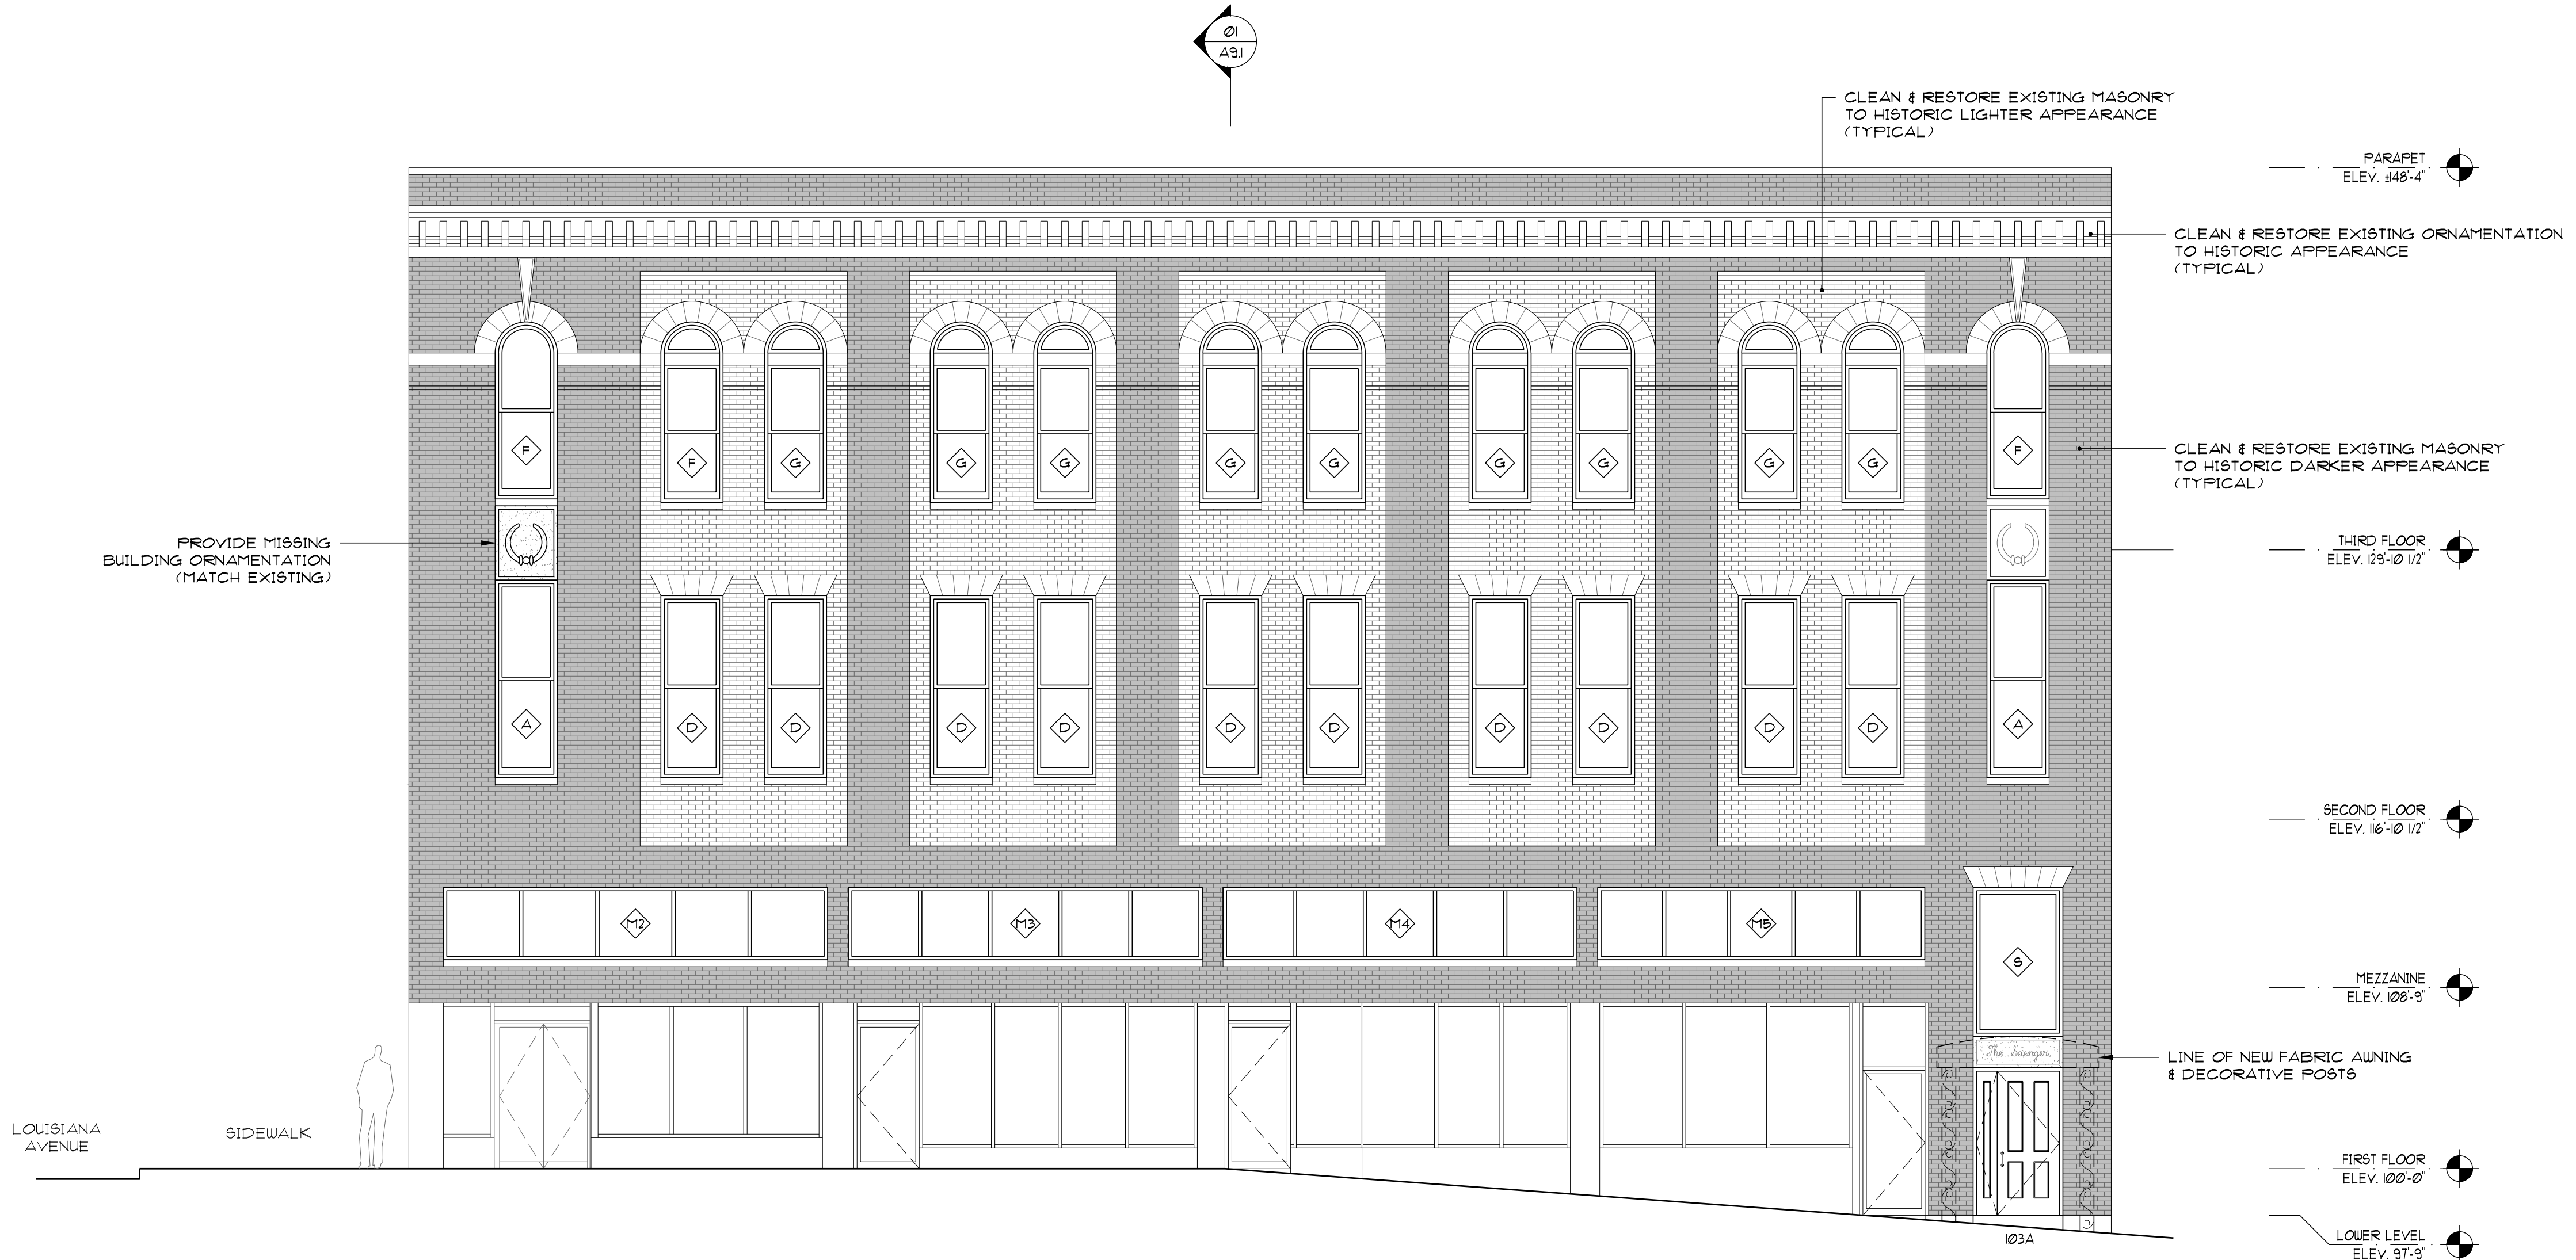 01
A9.1
CLEAN & RESTORE EXISTING MASONRY
TO HISTORIC LIGHTER APPEARANCE
(TYPICAL)
PARAPET
ELEV. ±148'-4"
CLEAN & RESTORE EXISTING ORNAMENTATION
TO HISTORIC APPEARANCE
(TYPICAL)
F
F
G
G
G
G
G
G
G
G
G
F
CLEAN & RESTORE EXISTING MASONRY
TO HISTORIC DARKER APPEARANCE
(TYPICAL)
PROVIDE MISSING
BUILDING ORNAMENTATION
(MATCH EXISTING)
THIRD FLOOR
ELEV. 129'-10 1/2"
A
D
D
D
D
D
D
D
D
D
D
A
SECOND FLOOR
ELEV. 116'-10 1/2"
M2
M3
M4
M5
S
MEZZANINE
ELEV. 108'-9"
The Saenger
LINE OF NEW FABRIC AWNING
& DECORATIVE POSTS
LOUISIANA
AVENUE
SIDEWALK
FIRST FLOOR
ELEV. 100'-0"
103A
LOWER LEVEL
ELEV. 97'-9"